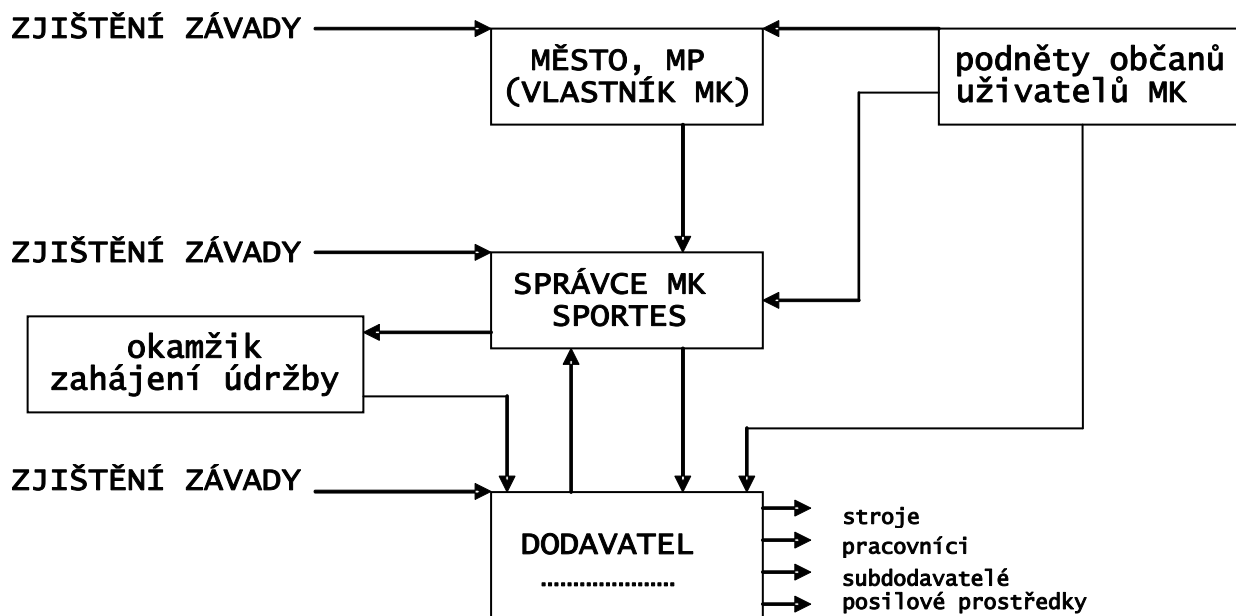 ZJIŠTĚNÍ ZÁVADY
MĚSTO, MP
(VLASTNÍK MK)
podněty občanů
uživatelů MK
ZJIŠTĚNÍ ZÁVADY
SPRÁVCE MK
SPORTES
okamžik
zahájení údržby
ZJIŠTĚNÍ ZÁVADY
DODAVATEL
......................
stroje
pracovníci
subdodavatelé
posilové prostředky